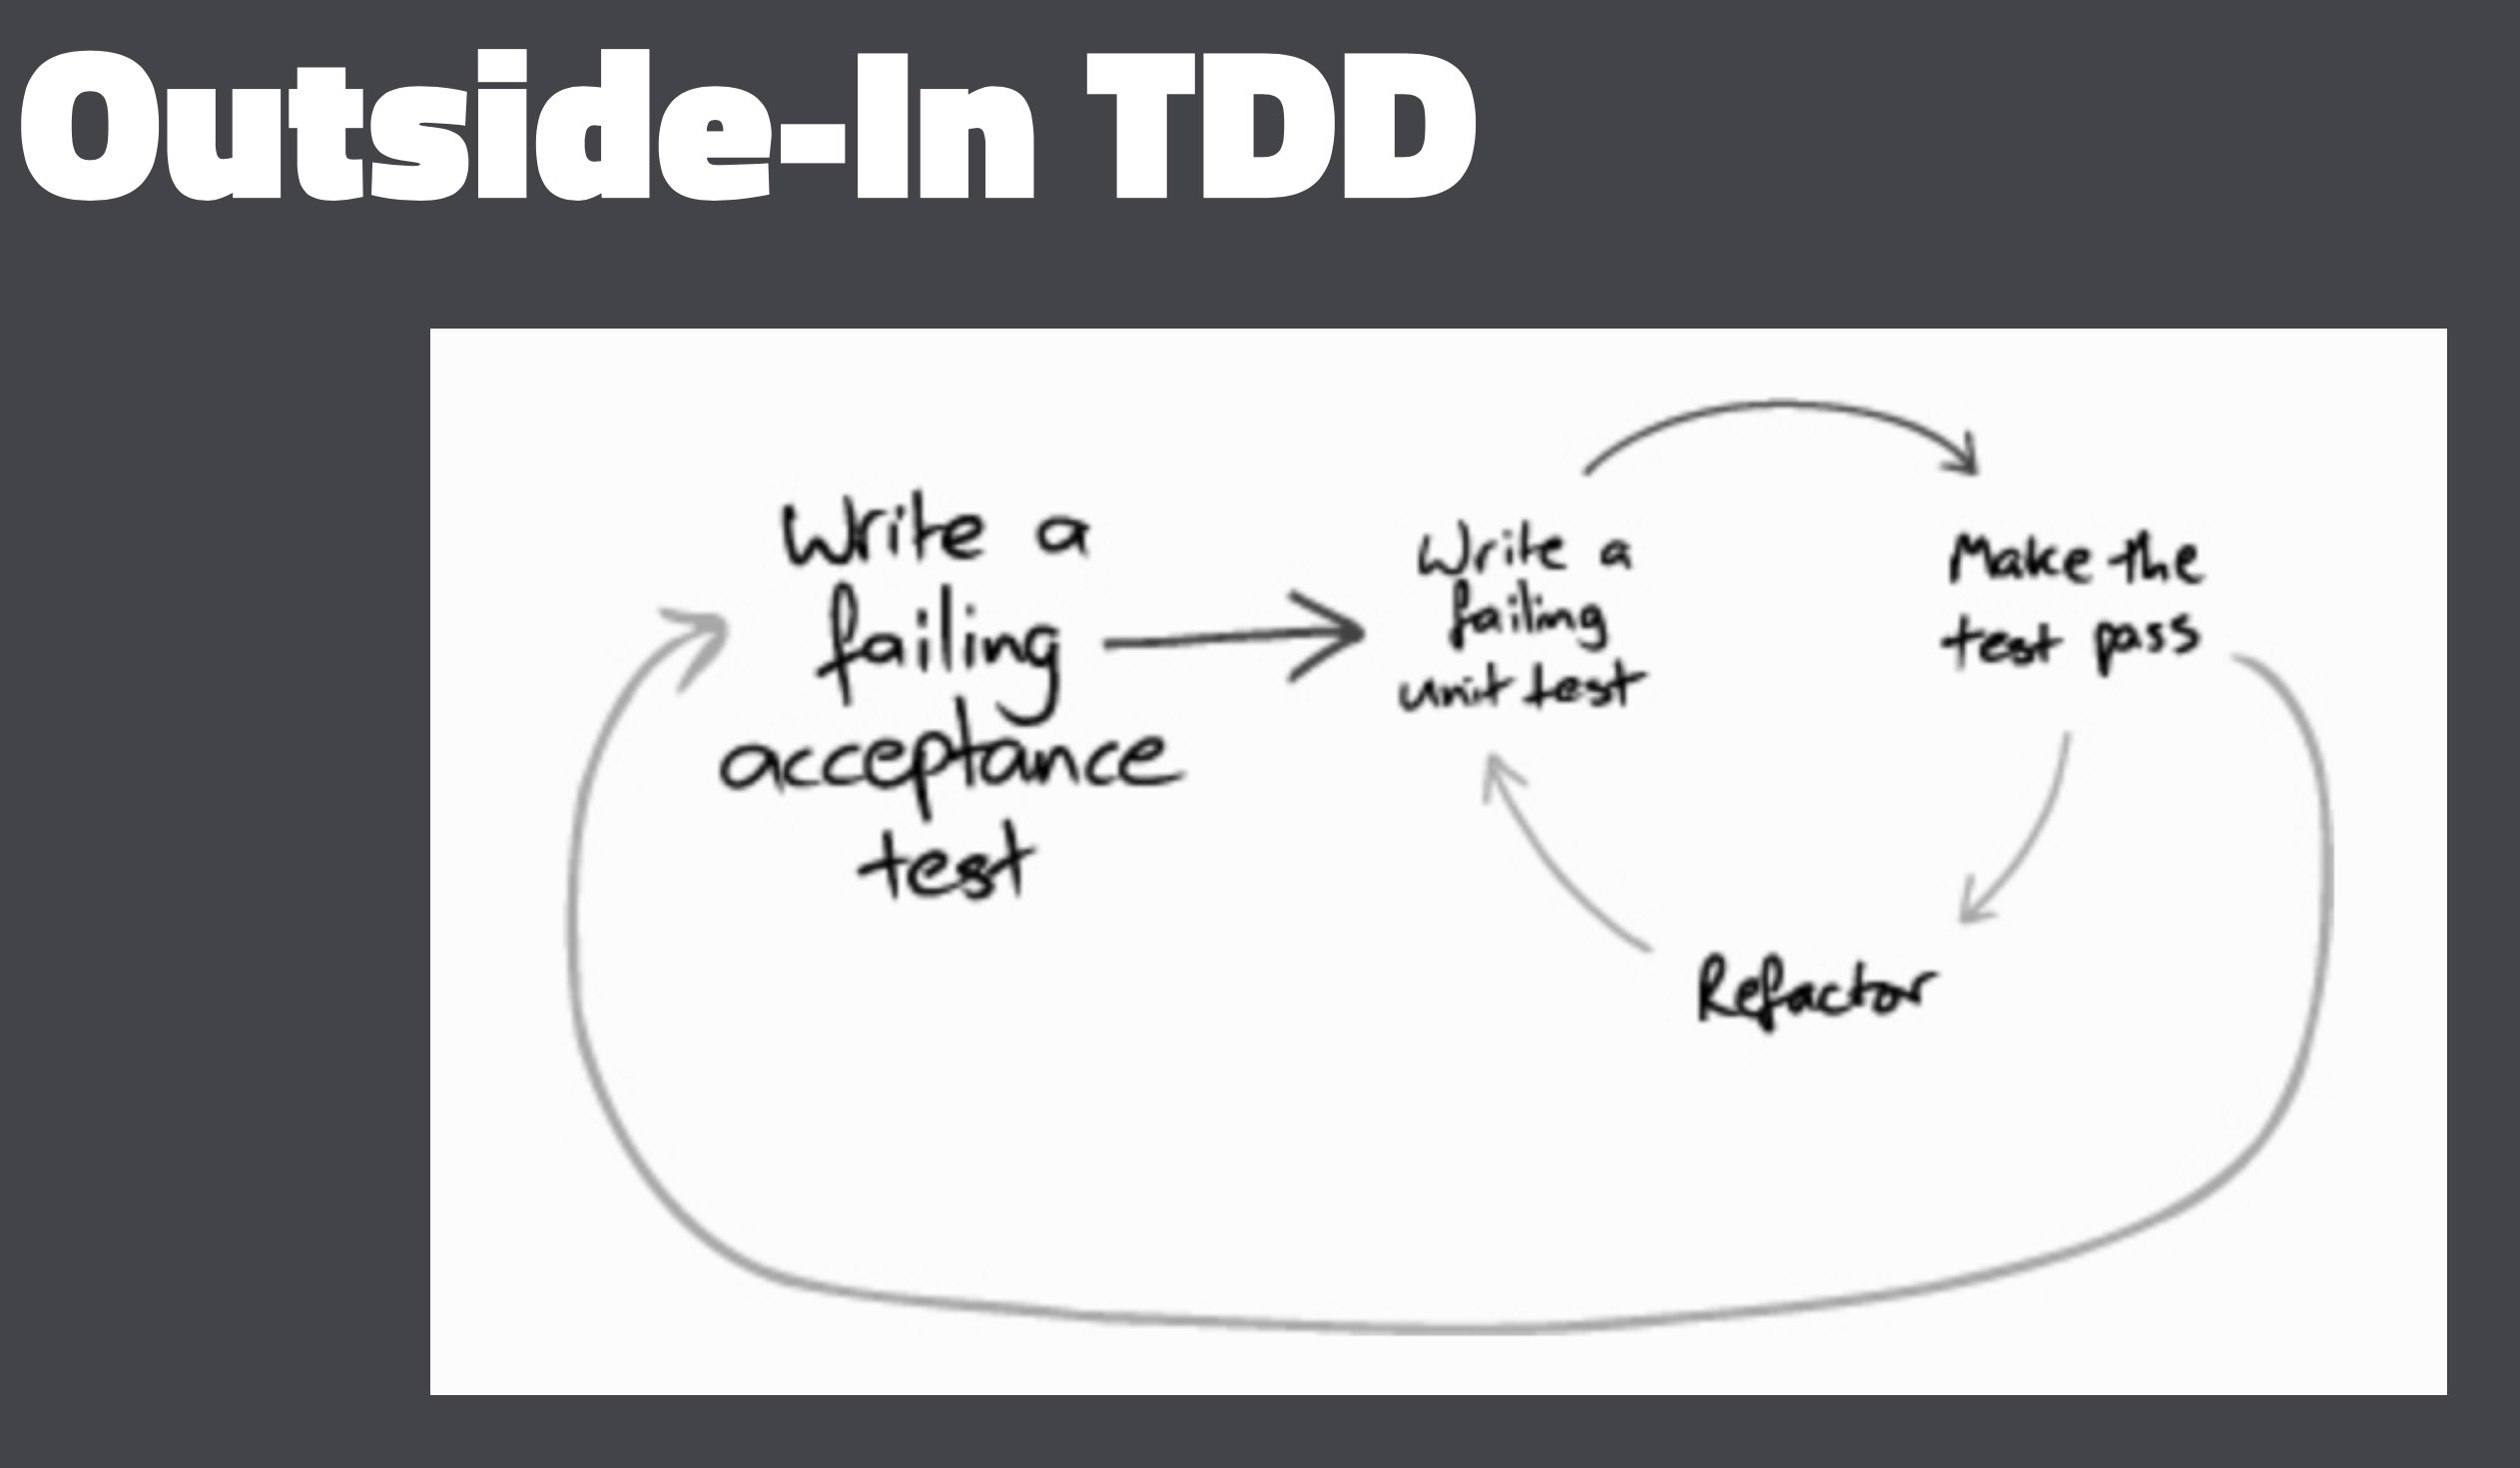 Outside-In TDD
Write a
failing
acceptance
test
Write a
failing
unit test
Make the
test pass
Refactor